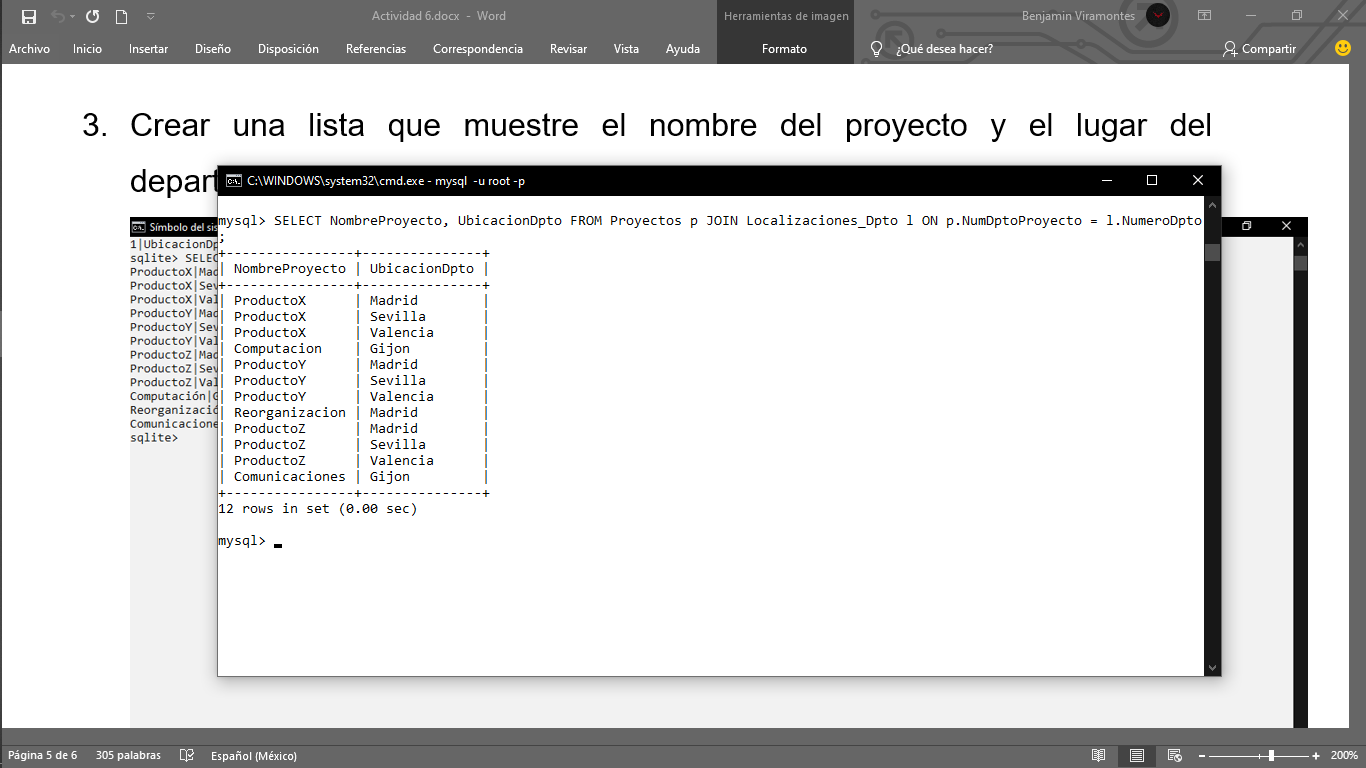 Actividad 6.docx - Word
Herramientas de imagen
Benjamin Viramontes
Archivo Inicio Insertar Diseño Disposición Referencias Correspondencia Revisar Vista Ayuda Formato ¿Qué desea hacer? Compartir
3. Crear una lista que muestre el nombre del proyecto y el lugar del
depart
C:\WINDOWS\system32\cmd.exe - mysql -u root -p
mysql> SELECT NombreProyecto, UbicacionDpto FROM Proyectos p JOIN Localizaciones_Dpto l ON p.NumDptoProyecto = l.NumeroDpto
;
+----------------+---------------+
| NombreProyecto | UbicacionDpto |
+----------------+---------------+
| ProductoX | Madrid |
| ProductoX | Sevilla |
| ProductoX | Valencia |
| Computacion | Gijon |
| ProductoY | Madrid |
| ProductoY | Sevilla |
| ProductoY | Valencia |
| Reorganizacion | Madrid |
| ProductoZ | Madrid |
| ProductoZ | Sevilla |
| ProductoZ | Valencia |
| Comunicaciones | Gijon |
+----------------+---------------+
12 rows in set (0.00 sec)
mysql>
Símbolo del sis
1|UbicacionDp
sqlite> SELEC
ProductoX|Mad
ProductoX|Sev
ProductoX|Val
ProductoY|Mad
ProductoY|Sev
ProductoY|Val
ProductoZ|Mad
ProductoZ|Sev
ProductoZ|Val
Computación|G
Reorganizació
Comunicacione
sqlite>
Página 5 de 6 305 palabras Español (México) 200%